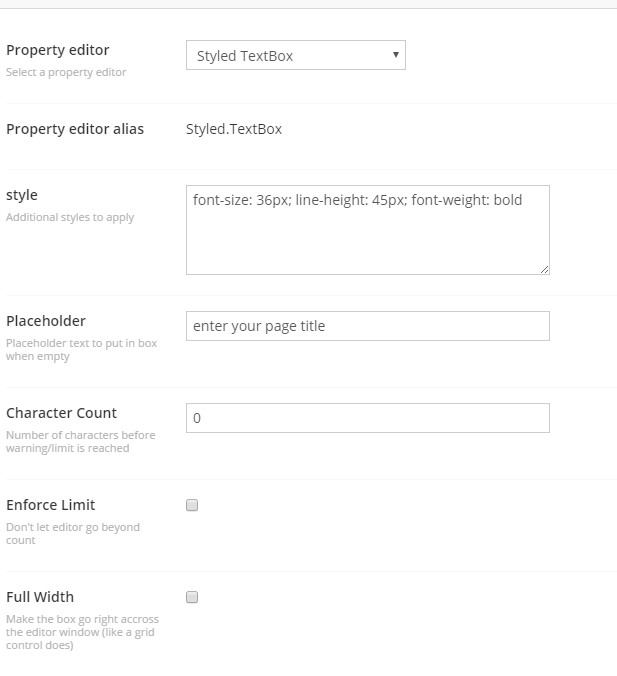 Property editor
Styled TextBox
Select a property editor
Property editor alias
Styled.TextBox
style
font-size: 36px; line-height: 45px; font-weight: bold
Additional styles to apply
Placeholder
enter your page title
Placeholder text to put in box
when empty
Character Count
0
Number of characters before
warning/limit is reached
Enforce Limit
Don't let editor go beyond
count
Full Width
Make the box go right accross
the editor window (like a grid
control does)